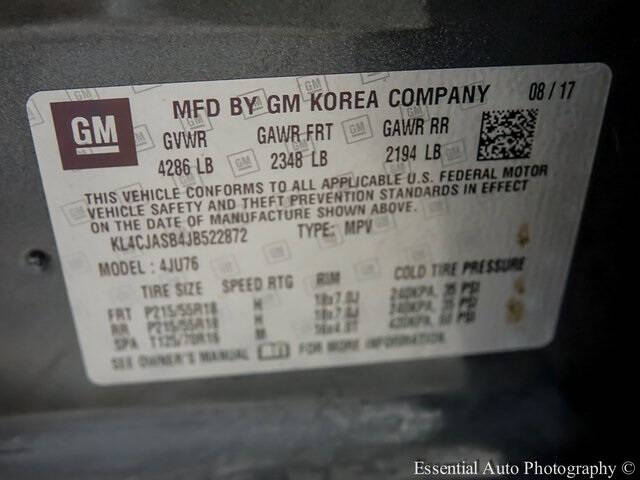 GM MFD BY GM KOREA COMPANY 08/17
GVWR GAWR FRT GAWR RR
4286 LB 2348 LB 2194 LB
THIS VEHICLE CONFORMS TO ALL APPLICABLE U.S. FEDERAL MOTOR
VEHICLE SAFETY AND THEFT PREVENTION STANDARDS IN EFFECT
ON THE DATE OF MANUFACTURE SHOWN ABOVE.
KL4CJASB4JB522872 TYPE: MPV
MODEL: 4JU76
TIRE SIZE SPEED RTG RIM COLD TIRE PRESSURE
FRT P215/55R18 H 18x7.0J 240KPA, 35 PSI
RR P215/55R18 H 18x7.0J 240KPA, 35 PSI
SPA T125/70R16 M 16x4.0T 420KPA, 60 PSI
SEE OWNER'S MANUAL FOR MORE INFORMATION.
Essential Auto Photography (c)